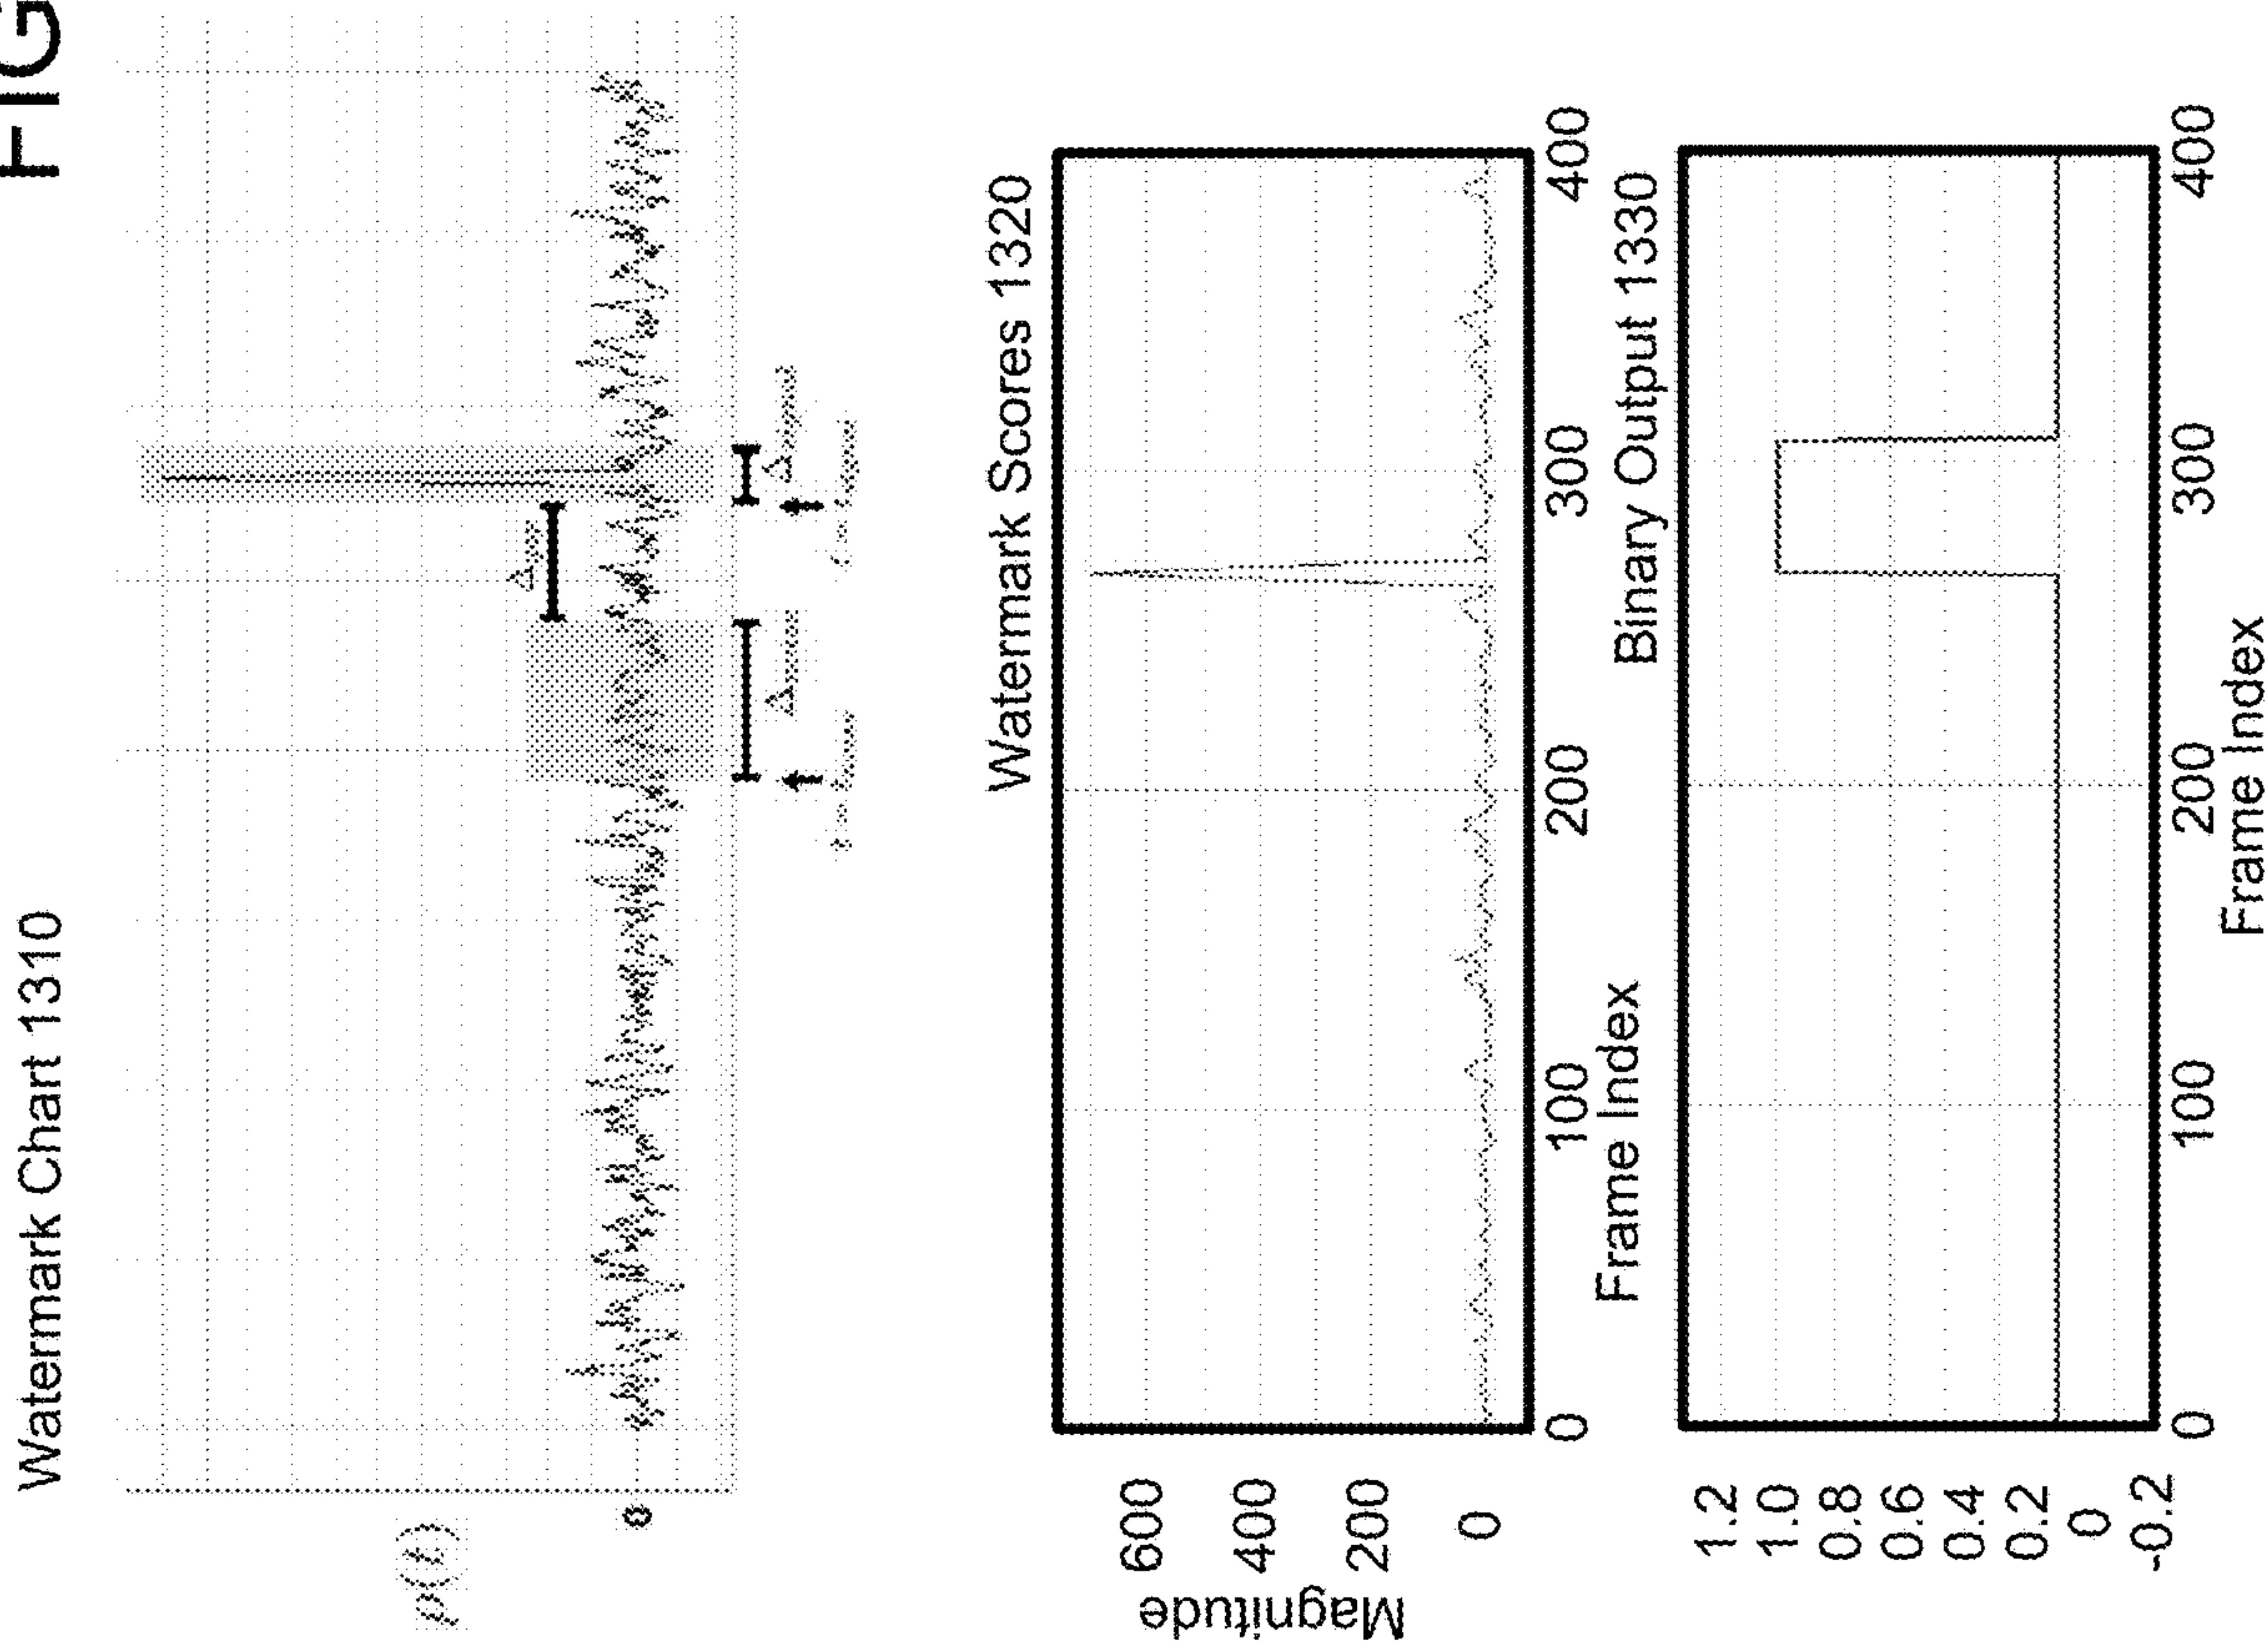 FIG
Watermark Chart 1310
p(t)
0
Δ
Δ
Δ
Watermark Scores 1320
Magnitude
600
400
200
0
0
100
200
300
400
Frame Index
Binary Output 1330
1.2
1.0
0.8
0.6
0.4
0.2
0
-0.2
0
100
200
300
400
Frame Index